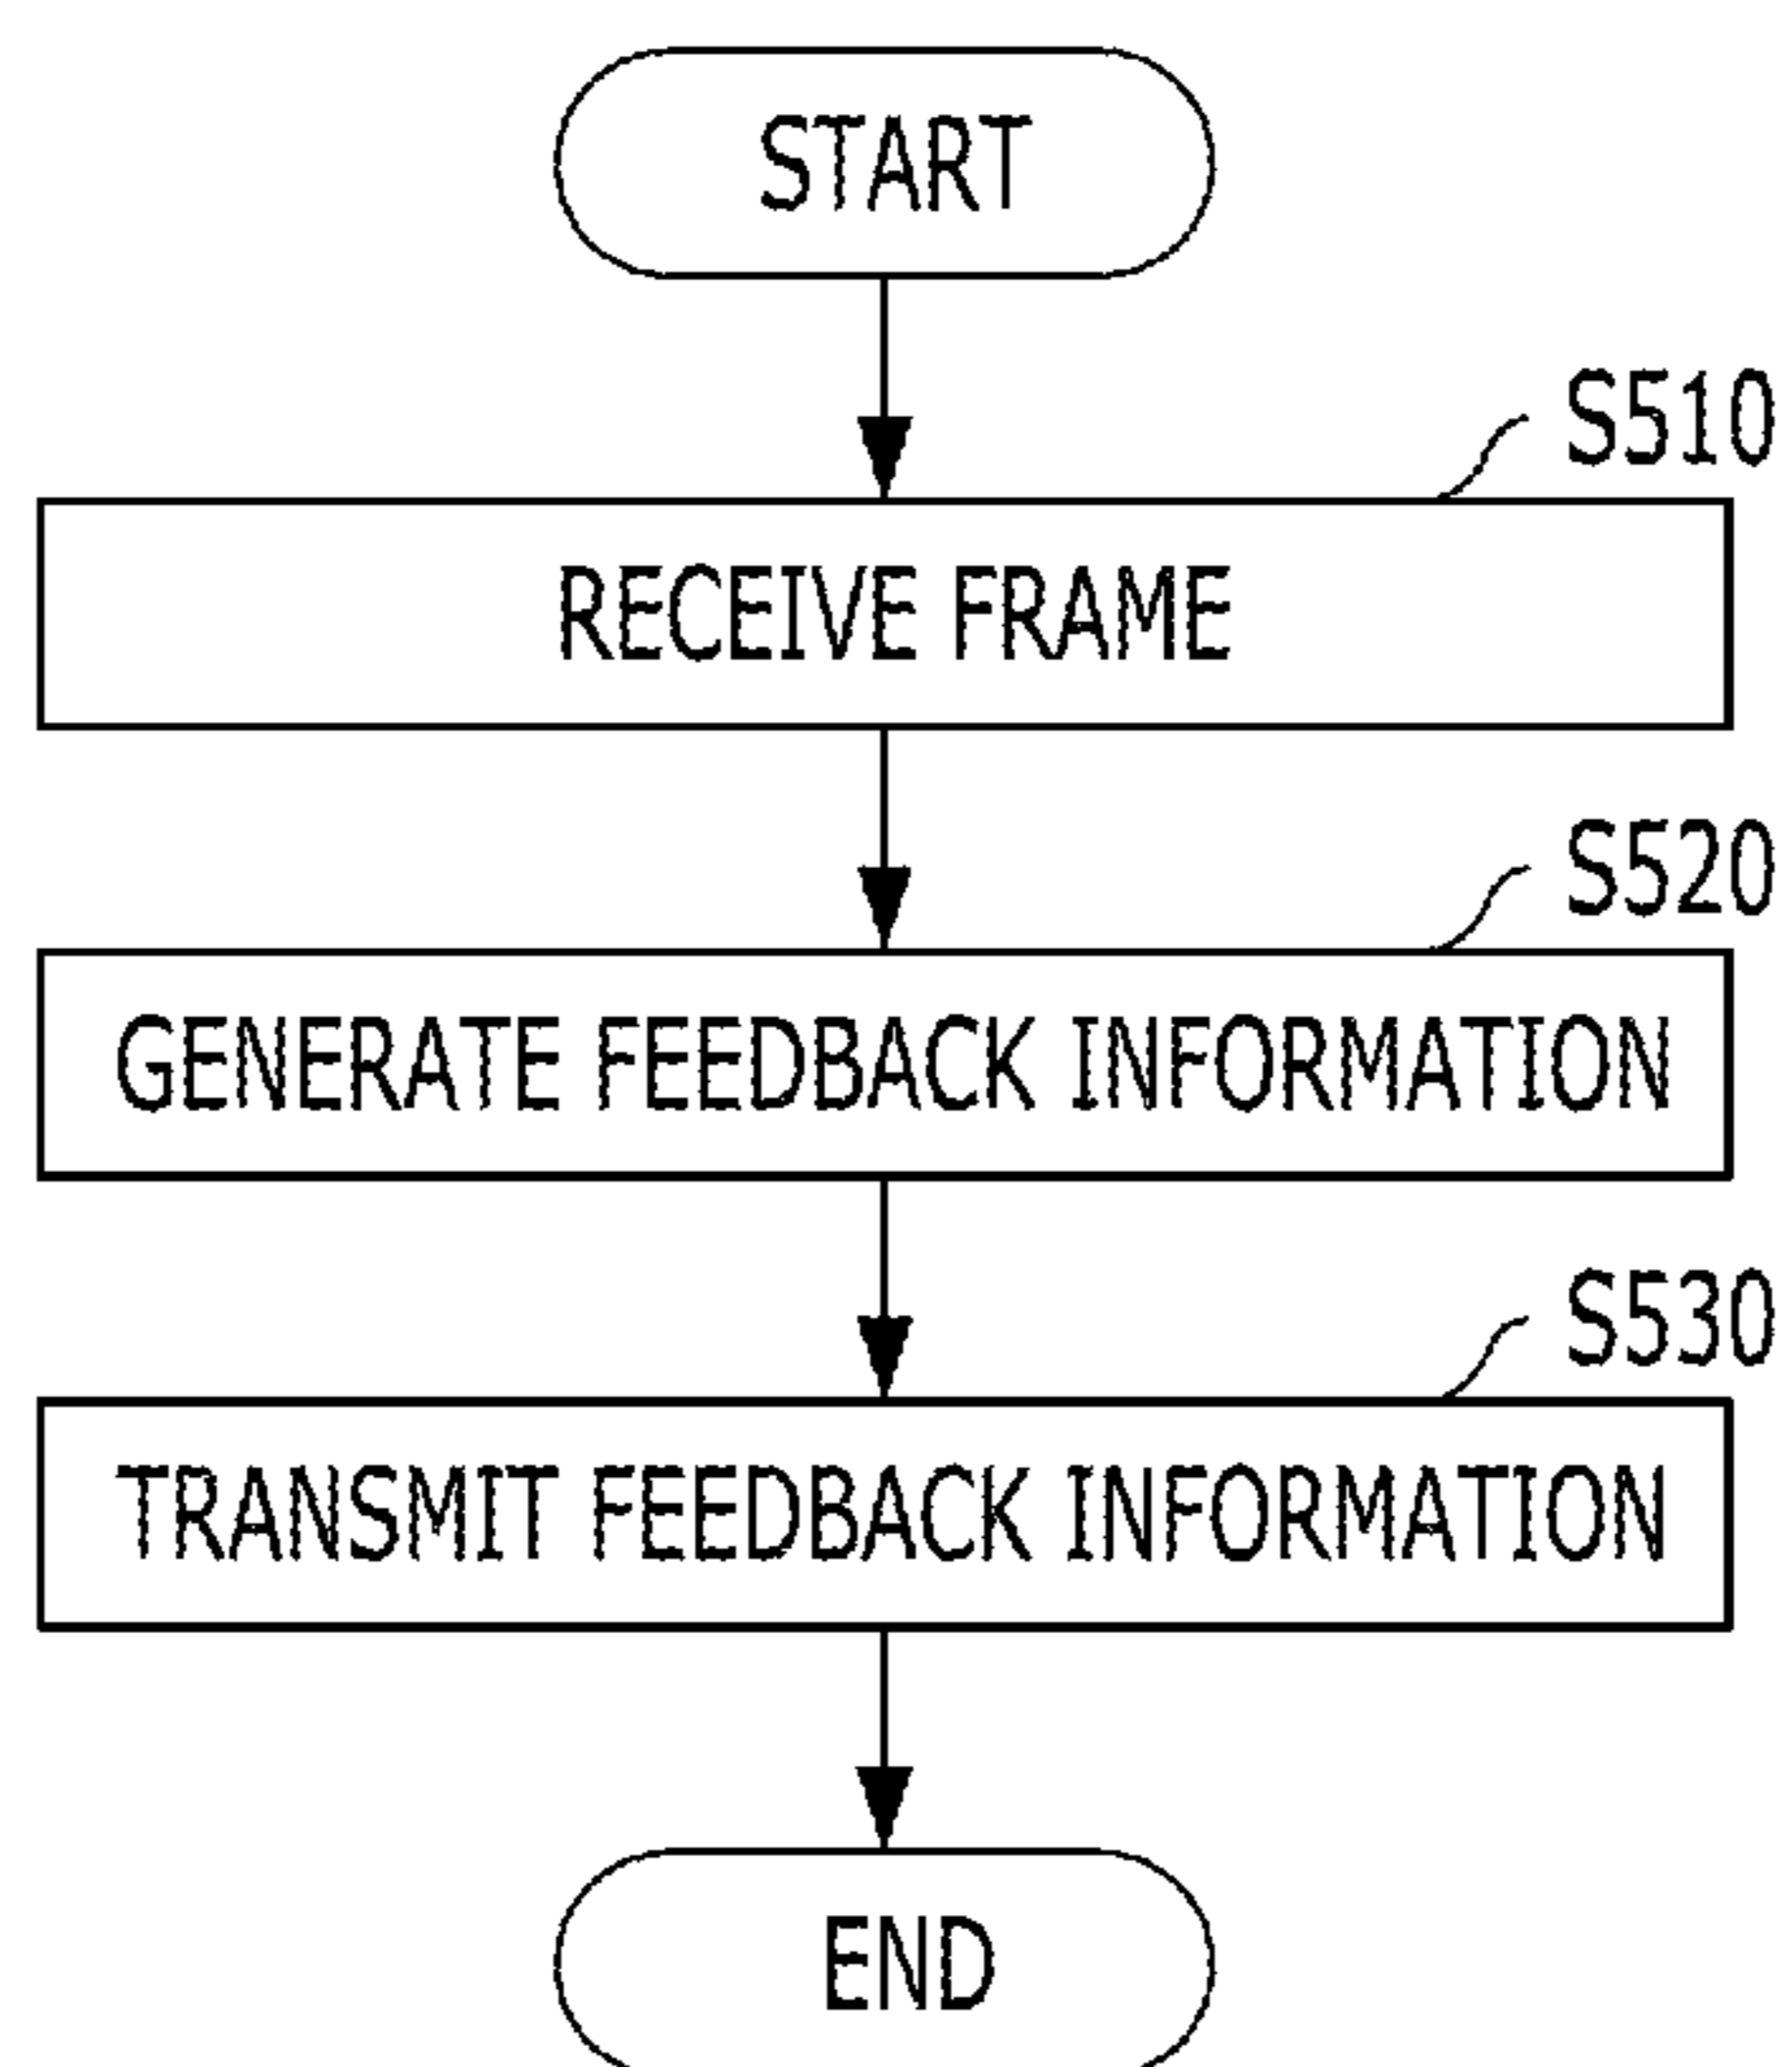 START
S510
RECEIVE FRAME
S520
GENERATE FEEDBACK INFORMATION
S530
TRANSMIT FEEDBACK INFORMATION
END